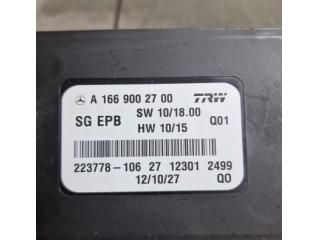 A 166 900 27 00 TRW
SW 10/18.00
SG EPB Q01
HW 10/15
223778-106 27 12301 2499
12/10/27 QO